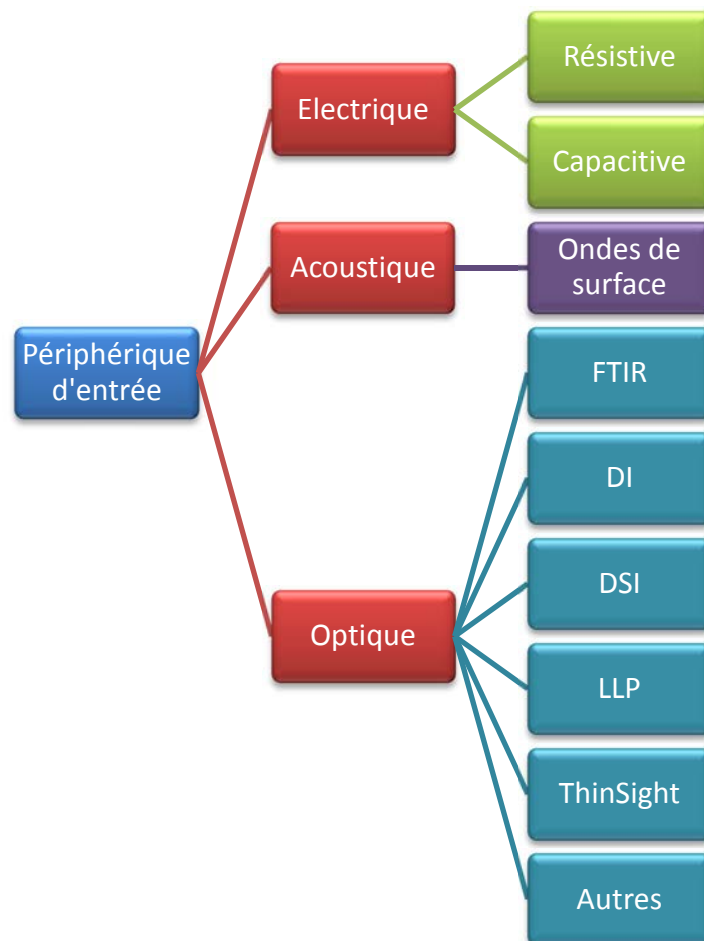 Périphérique
d'entrée
Electrique
Résistive
Capacitive
Acoustique
Ondes de
surface
Optique
FTIR
DI
DSI
LLP
ThinSight
Autres